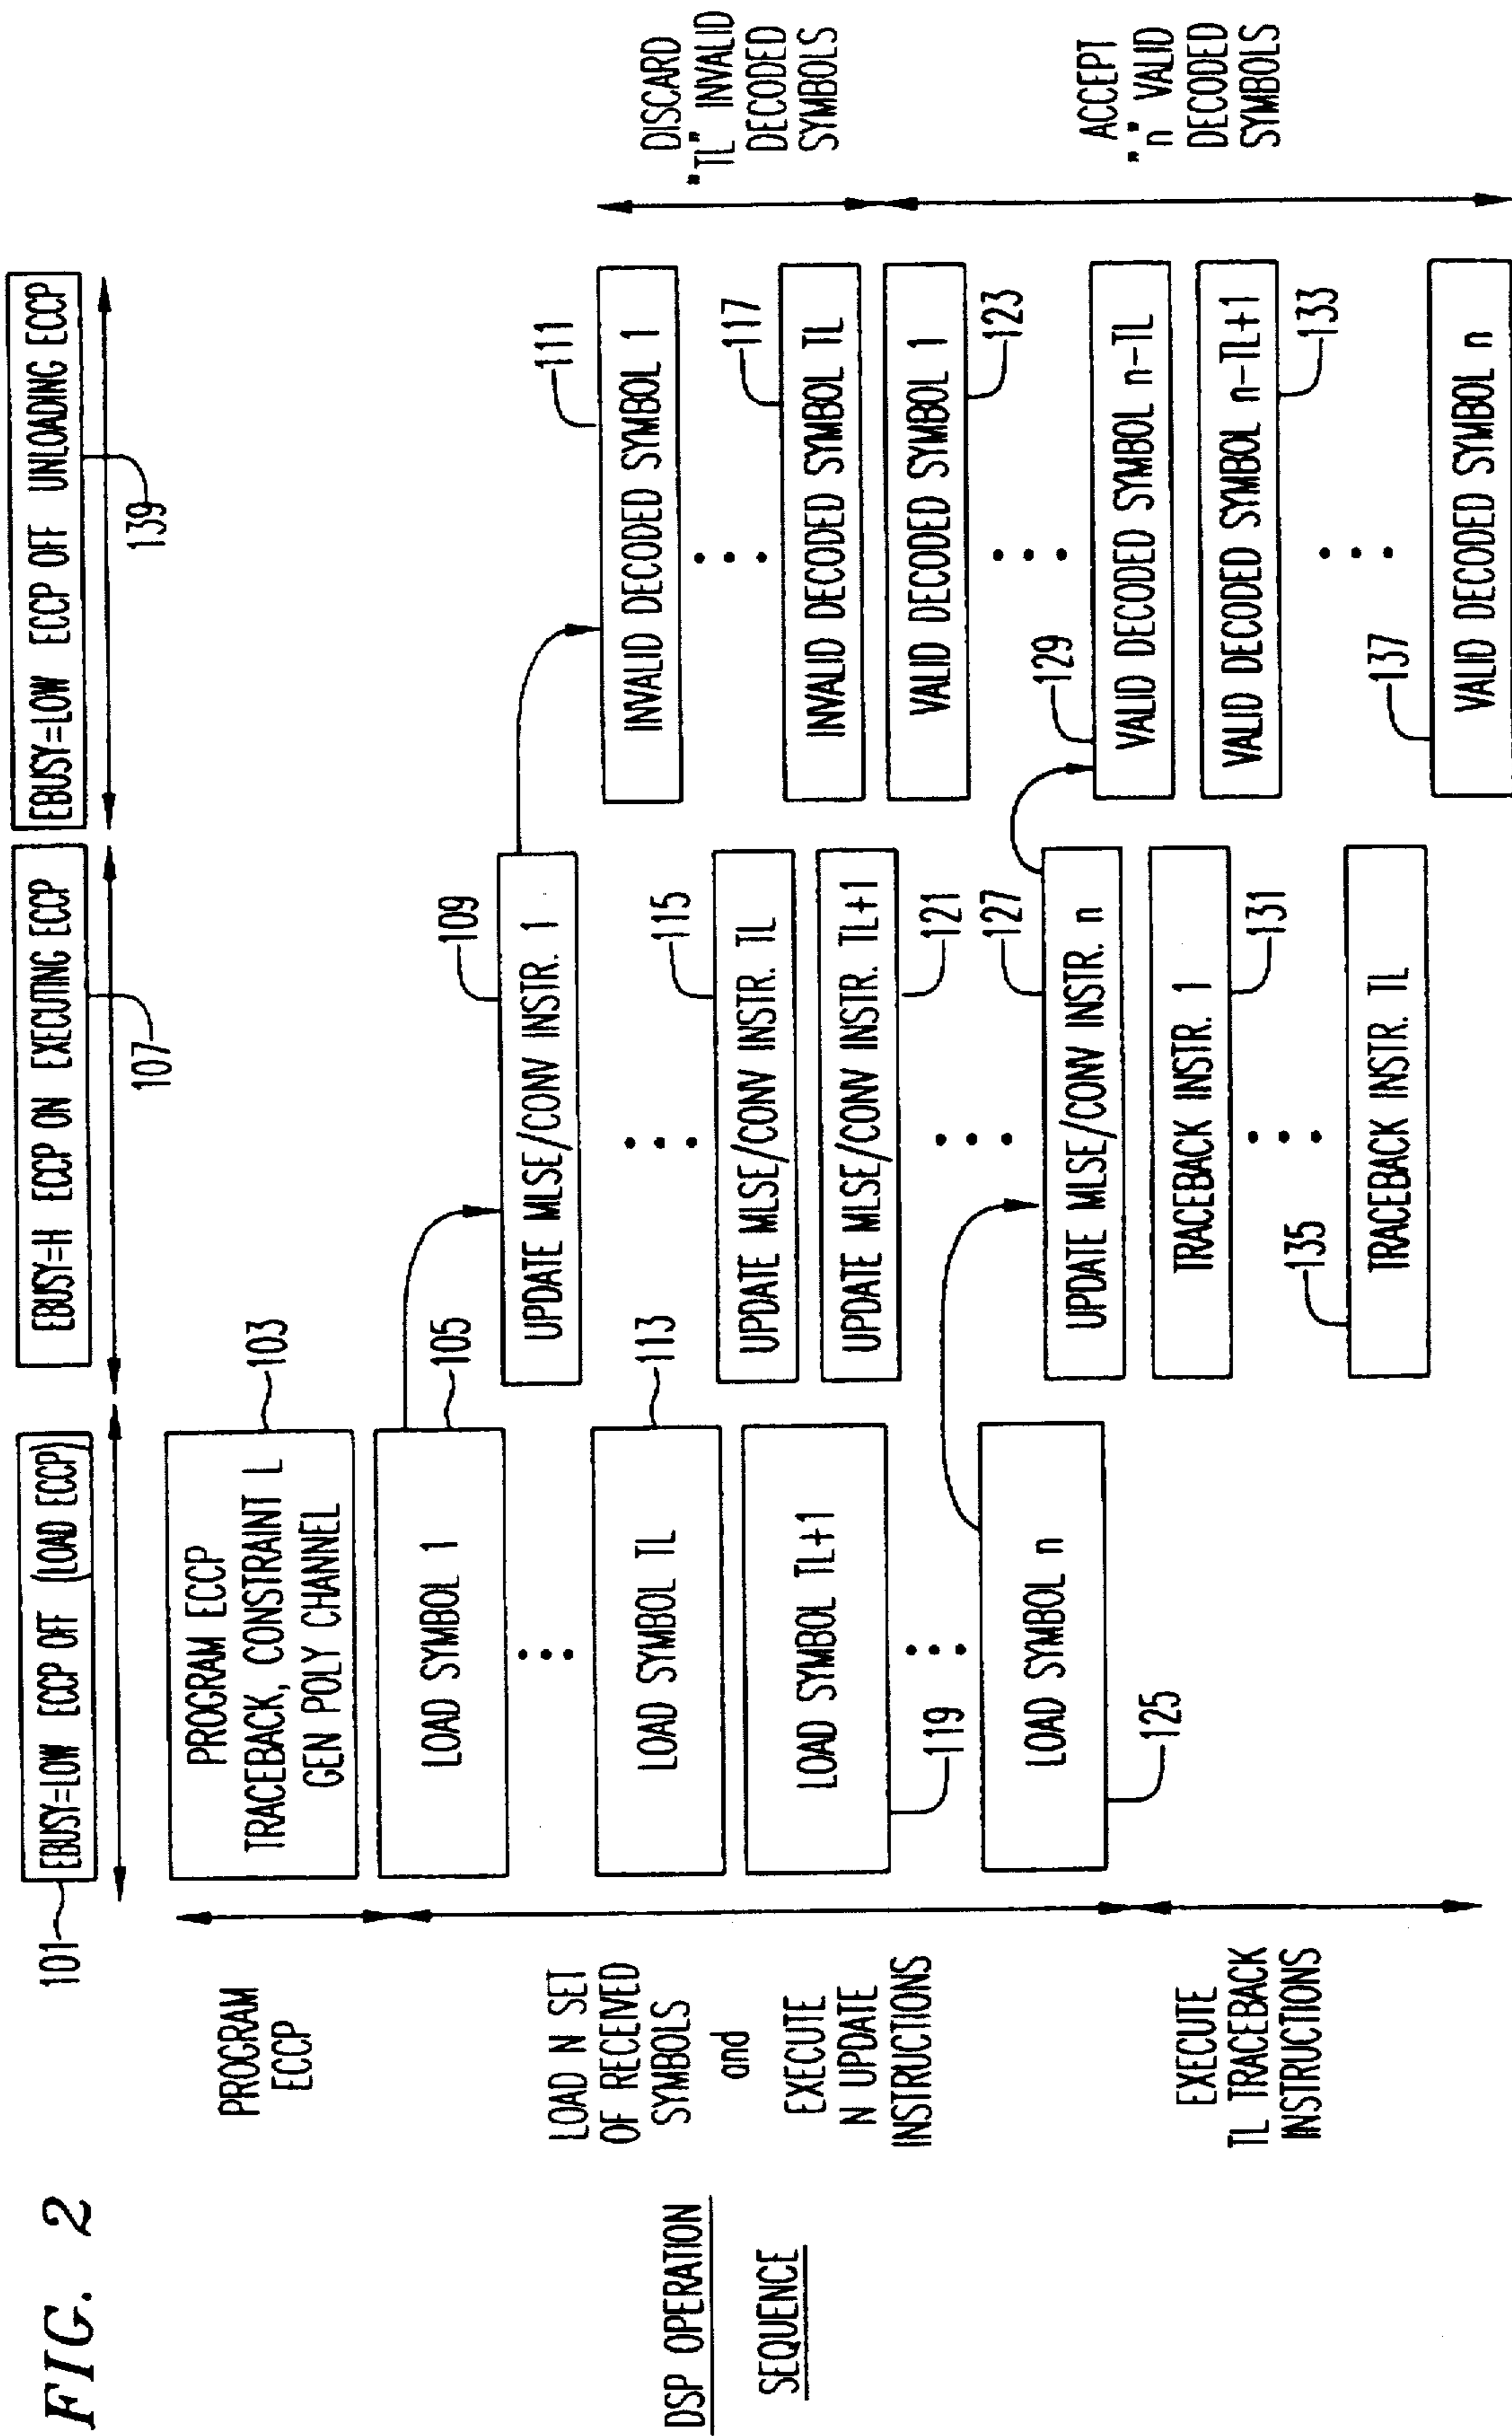 FIG. 2
101
EBUSY=LOW ECCP OFF (LOAD ECCP)
EBUSY=H ECCP ON EXECUTING ECCP
107
EBUSY=LOW ECCP OFF UNLOADING ECCP
139
DSP OPERATION
SEQUENCE
PROGRAM
ECCP
LOAD N SET
OF RECEIVED
SYMBOLS
and
EXECUTE
N UPDATE
INSTRUCTIONS
EXECUTE
TL TRACEBACK
INSTRUCTIONS
PROGRAM ECCP
TRACEBACK, CONSTRAINT L
GEN POLY CHANNEL
103
LOAD SYMBOL 1
105
LOAD SYMBOL TL
113
LOAD SYMBOL TL+1
119
LOAD SYMBOL n
125
109
UPDATE MLSE/CONV INSTR. 1
115
UPDATE MLSE/CONV INSTR. TL
UPDATE MLSE/CONV INSTR. TL+1
121
127
UPDATE MLSE/CONV INSTR. n
TRACEBACK INSTR. 1
131
135
TRACEBACK INSTR. TL
111
INVALID DECODED SYMBOL 1
117
INVALID DECODED SYMBOL TL
VALID DECODED SYMBOL 1
123
129
VALID DECODED SYMBOL n-TL
VALID DECODED SYMBOL n-TL+1
133
137
VALID DECODED SYMBOL n
DISCARD
"TL" INVALID
DECODED
SYMBOLS
ACCEPT
"n" VALID
DECODED
SYMBOLS